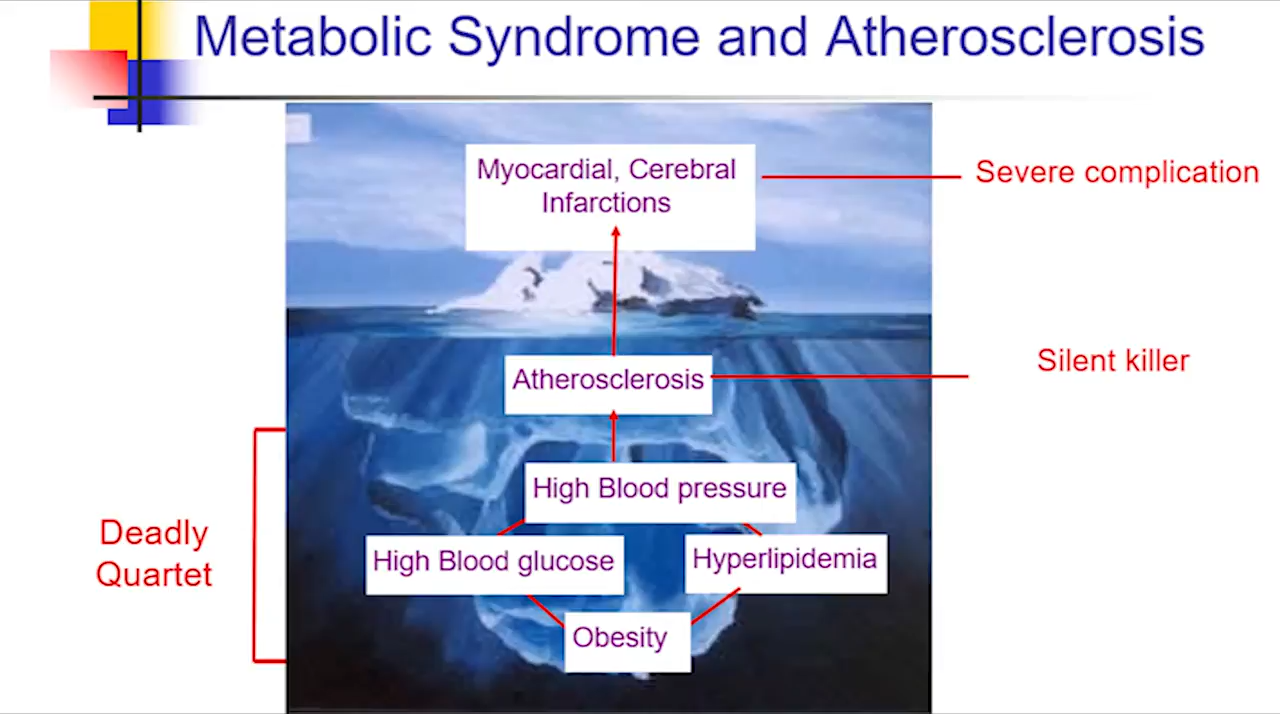 Metabolic Syndrome and Atherosclerosis
Myocardial, Cerebral
Infarctions
Severe complication
Atherosclerosis
Silent killer
High Blood pressure
Deadly
Quartet
High Blood glucose
Hyperlipidemia
Obesity